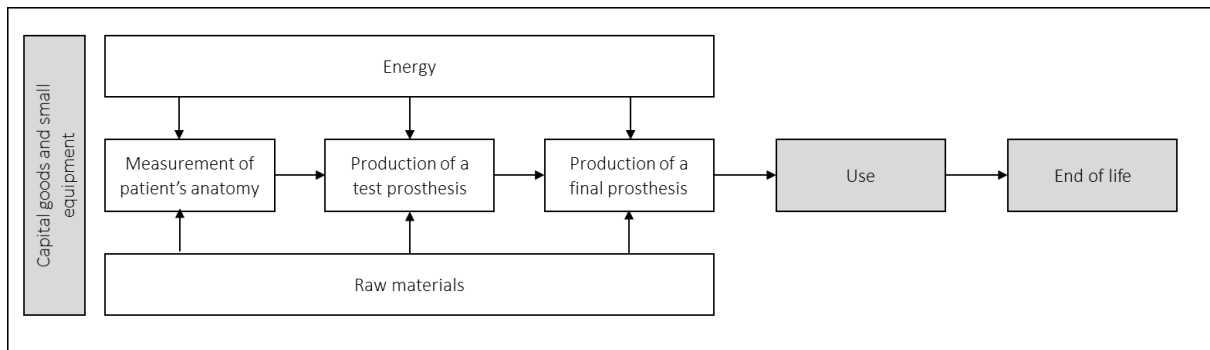 Capital goods and small
equipment
Energy
Measurement of
patient’s anatomy
Production of a
test prosthesis
Production of a
final prosthesis
Use
End of life
Raw materials